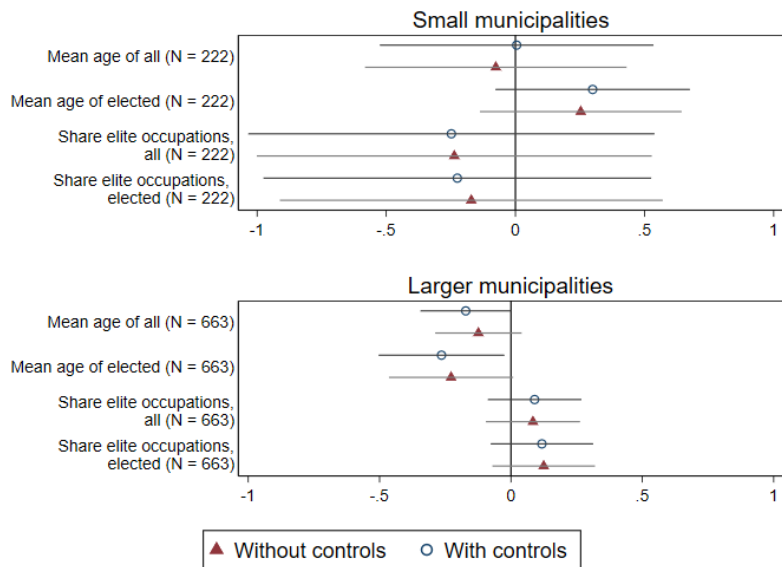 Small municipalities
Mean age of all (N = 222)
Mean age of elected (N = 222)
Share elite occupations,
all (N = 222)
Share elite occupations,
elected (N = 222)
-1 -.5 0 .5 1
Larger municipalities
Mean age of all (N = 663)
Mean age of elected (N = 663)
Share elite occupations,
all (N = 663)
Share elite occupations,
elected (N = 663)
-1 -.5 0 .5 1
Without controls With controls